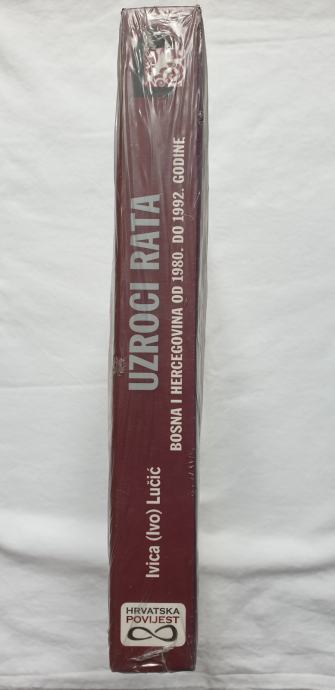 Ivica (Ivo) Lučić
UZROCI RATA
BOSNA I HERCEGOVINA OD 1980. DO 1992. GODINE
HRVATSKA
POVIJEST